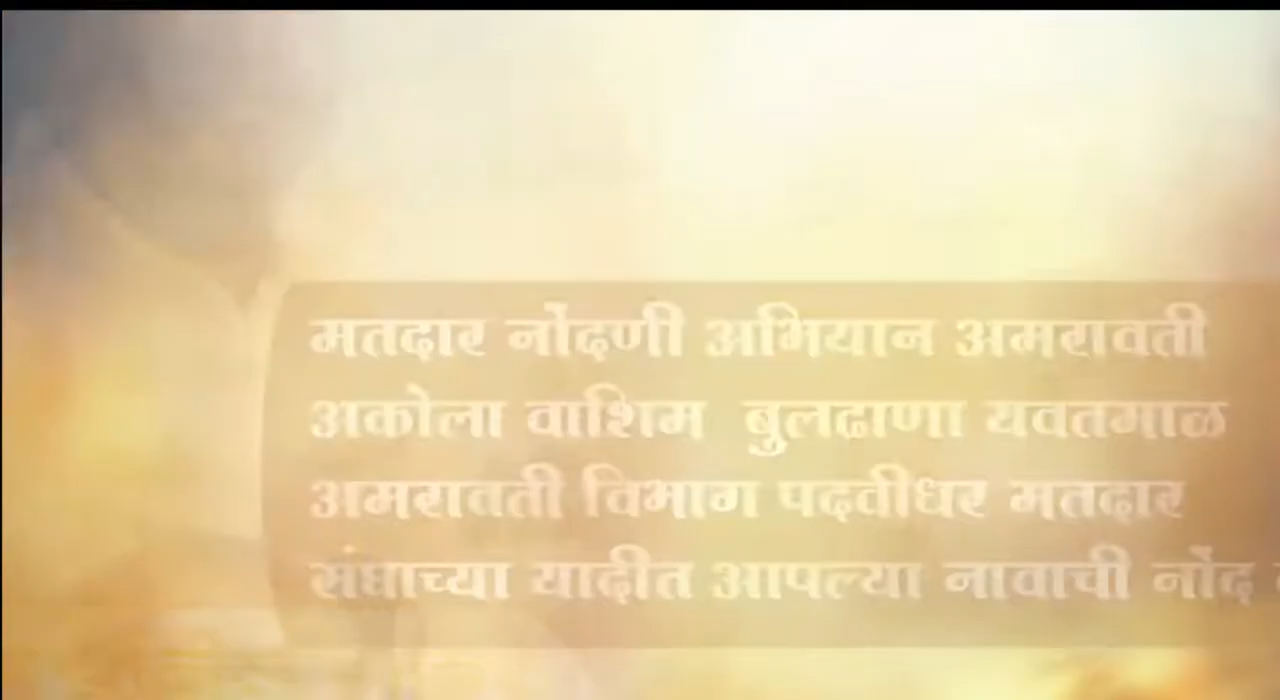 मतदार नोंदणी अभियान अमरावती
अकोला वाशिम बुलढाणा यवतमाळ
अमरावती विभाग पदवीधर मतदार
संघाच्या यादीत आपल्या नावाची नोंद